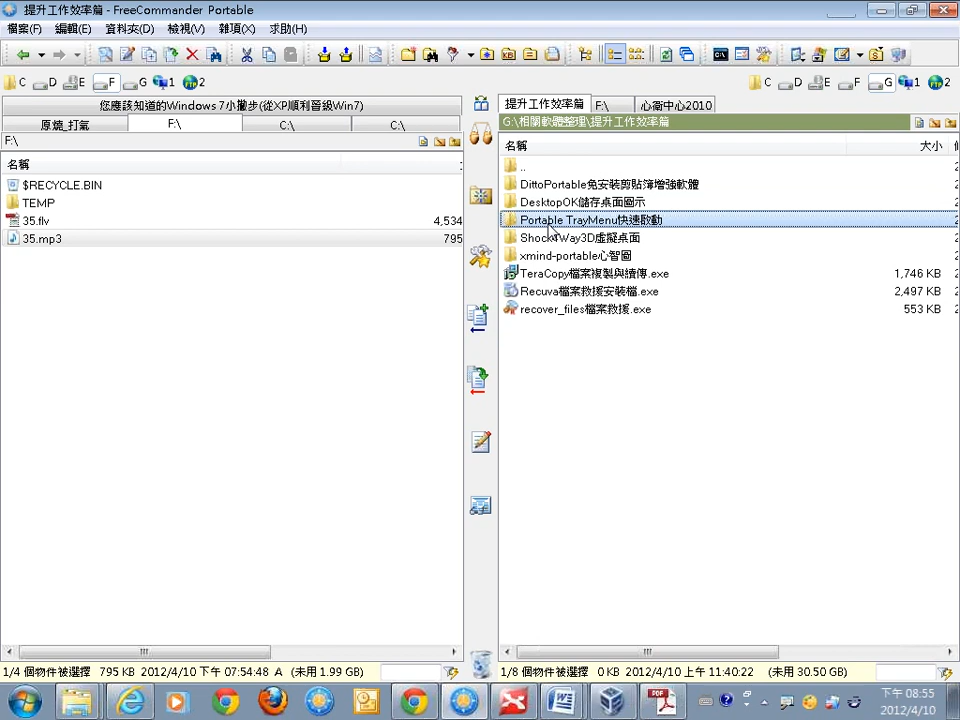 提升工作效率篇 - FreeCommander Portable
檔案(F) 編輯(E) 資料夾(D) 檢視(V) 雜項(X) 求助(H)
C D E F G 1 2
C D E F G 1 2
您應該知道的Windows 7小撇步(從XP順利晉級Win7)
原燒_打氣 F:\ C:\ C:\
提升工作效率篇 F:\ 心衛中心2010
F:\
G:\相關軟體整理\提升工作效率篇
名稱
$RECYCLE.BIN
TEMP
35.flv 4,534
35.mp3 795
名稱 大小
..
DittoPortable免安裝剪貼簿增強軟體
DesktopOK儲存桌面圖示
Portable TrayMenu快速啟動
Shock4Way3D虛擬桌面
xmind-portable心智圖
TeraCopy檔案複製與續傳.exe 1,746 KB
Recuva檔案救援安裝檔.exe 2,497 KB
recover_files檔案救援.exe 553 KB
1/4 個物件被選擇 795 KB 2012/4/10 下午 07:54:48 A (未用 1.99 GB)
1/8 個物件被選擇 0 KB 2012/4/10 上午 11:40:22 (未用 30.50 GB)
PDF
下午 08:55
2012/4/10